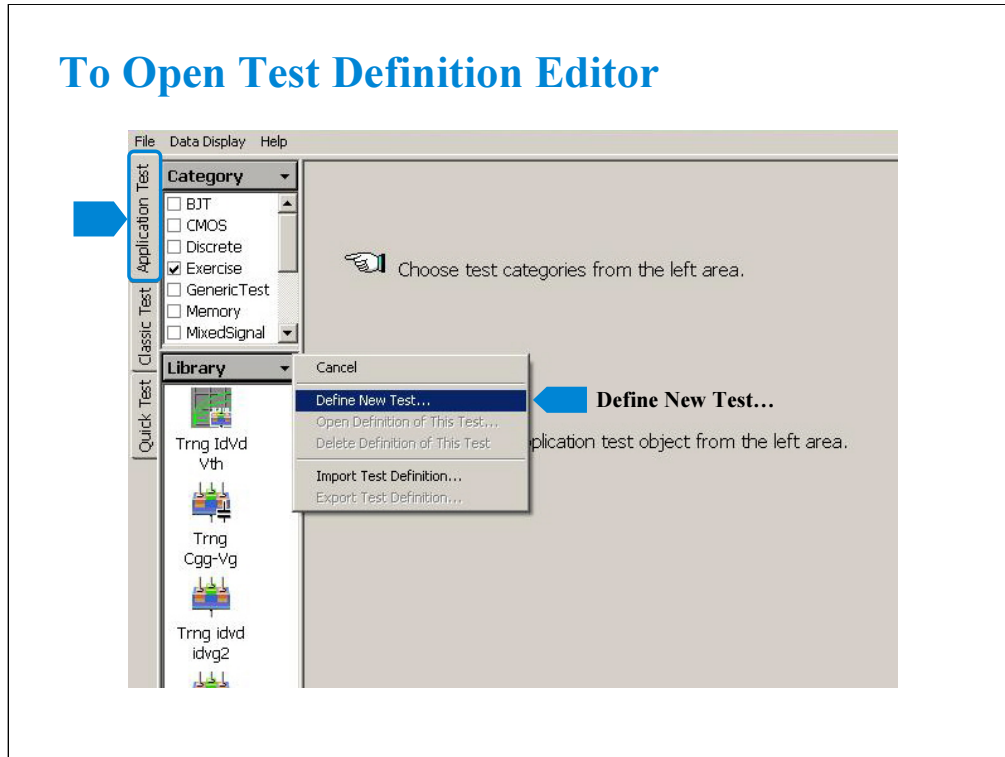 To Open Test Definition Editor
File Data Display Help
Application Test
Classic Test
Quick Test
Category
BJT
CMOS
Discrete
Exercise
GenericTest
Memory
MixedSignal
Choose test categories from the left area.
Library
Trng IdVd
Vth
Trng
Cgg-Vg
Trng idvd
idvg2
Cancel
Define New Test...
Open Definition of This Test...
Delete Definition of This Test
Import Test Definition...
Export Test Definition...
Define New Test…
plication test object from the left area.